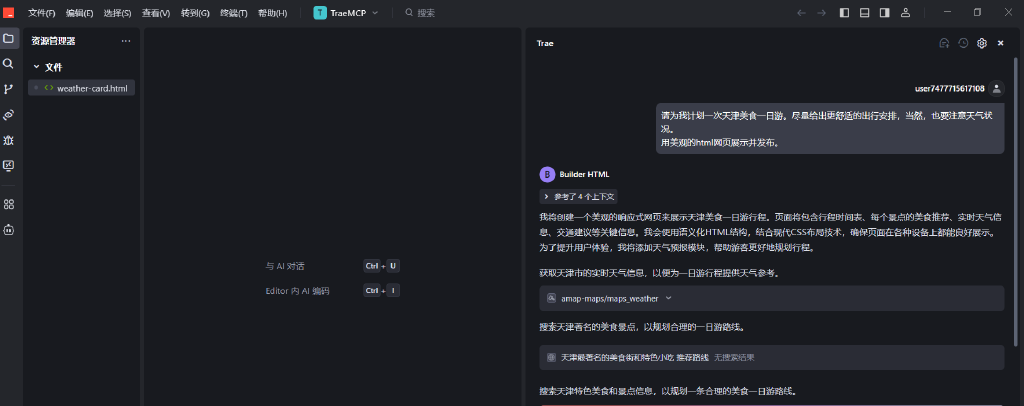 文件(F) 编辑(E) 选择(S) 查看(V) 转到(G) 终端(T) 帮助(H) T TraeMCP 搜索
资源管理器
文件
weather-card.html
与 AI 对话 Ctrl + U
Editor 内 AI 编码 Ctrl + I
Trae
user7477715617108
请为我计划一次天津美食一日游。尽量给出更舒适的出行安排，当然，也要注意天气状
况。
用美观的html网页展示并发布。
B Builder HTML
参考了 4 个上下文
我将创建一个美观的响应式网页来展示天津美食一日游行程。页面将包含行程时间表、每个景点的美食推荐、实时天气信
息、交通建议等关键信息。我会使用语义化HTML结构，结合现代CSS布局技术，确保页面在各种设备上都能良好展示。
为了提升用户体验，我将添加天气预报模块，帮助游客更好地规划行程。
获取天津市的实时天气信息，以便为一日游行程提供天气参考。
amap-maps/maps_weather
搜索天津著名的美食景点，以规划合理的一日游路线。
天津最著名的美食街和特色小吃 推荐路线 无搜索结果
搜索天津特色美食和景点信息，以规划一条合理的美食一日游路线。